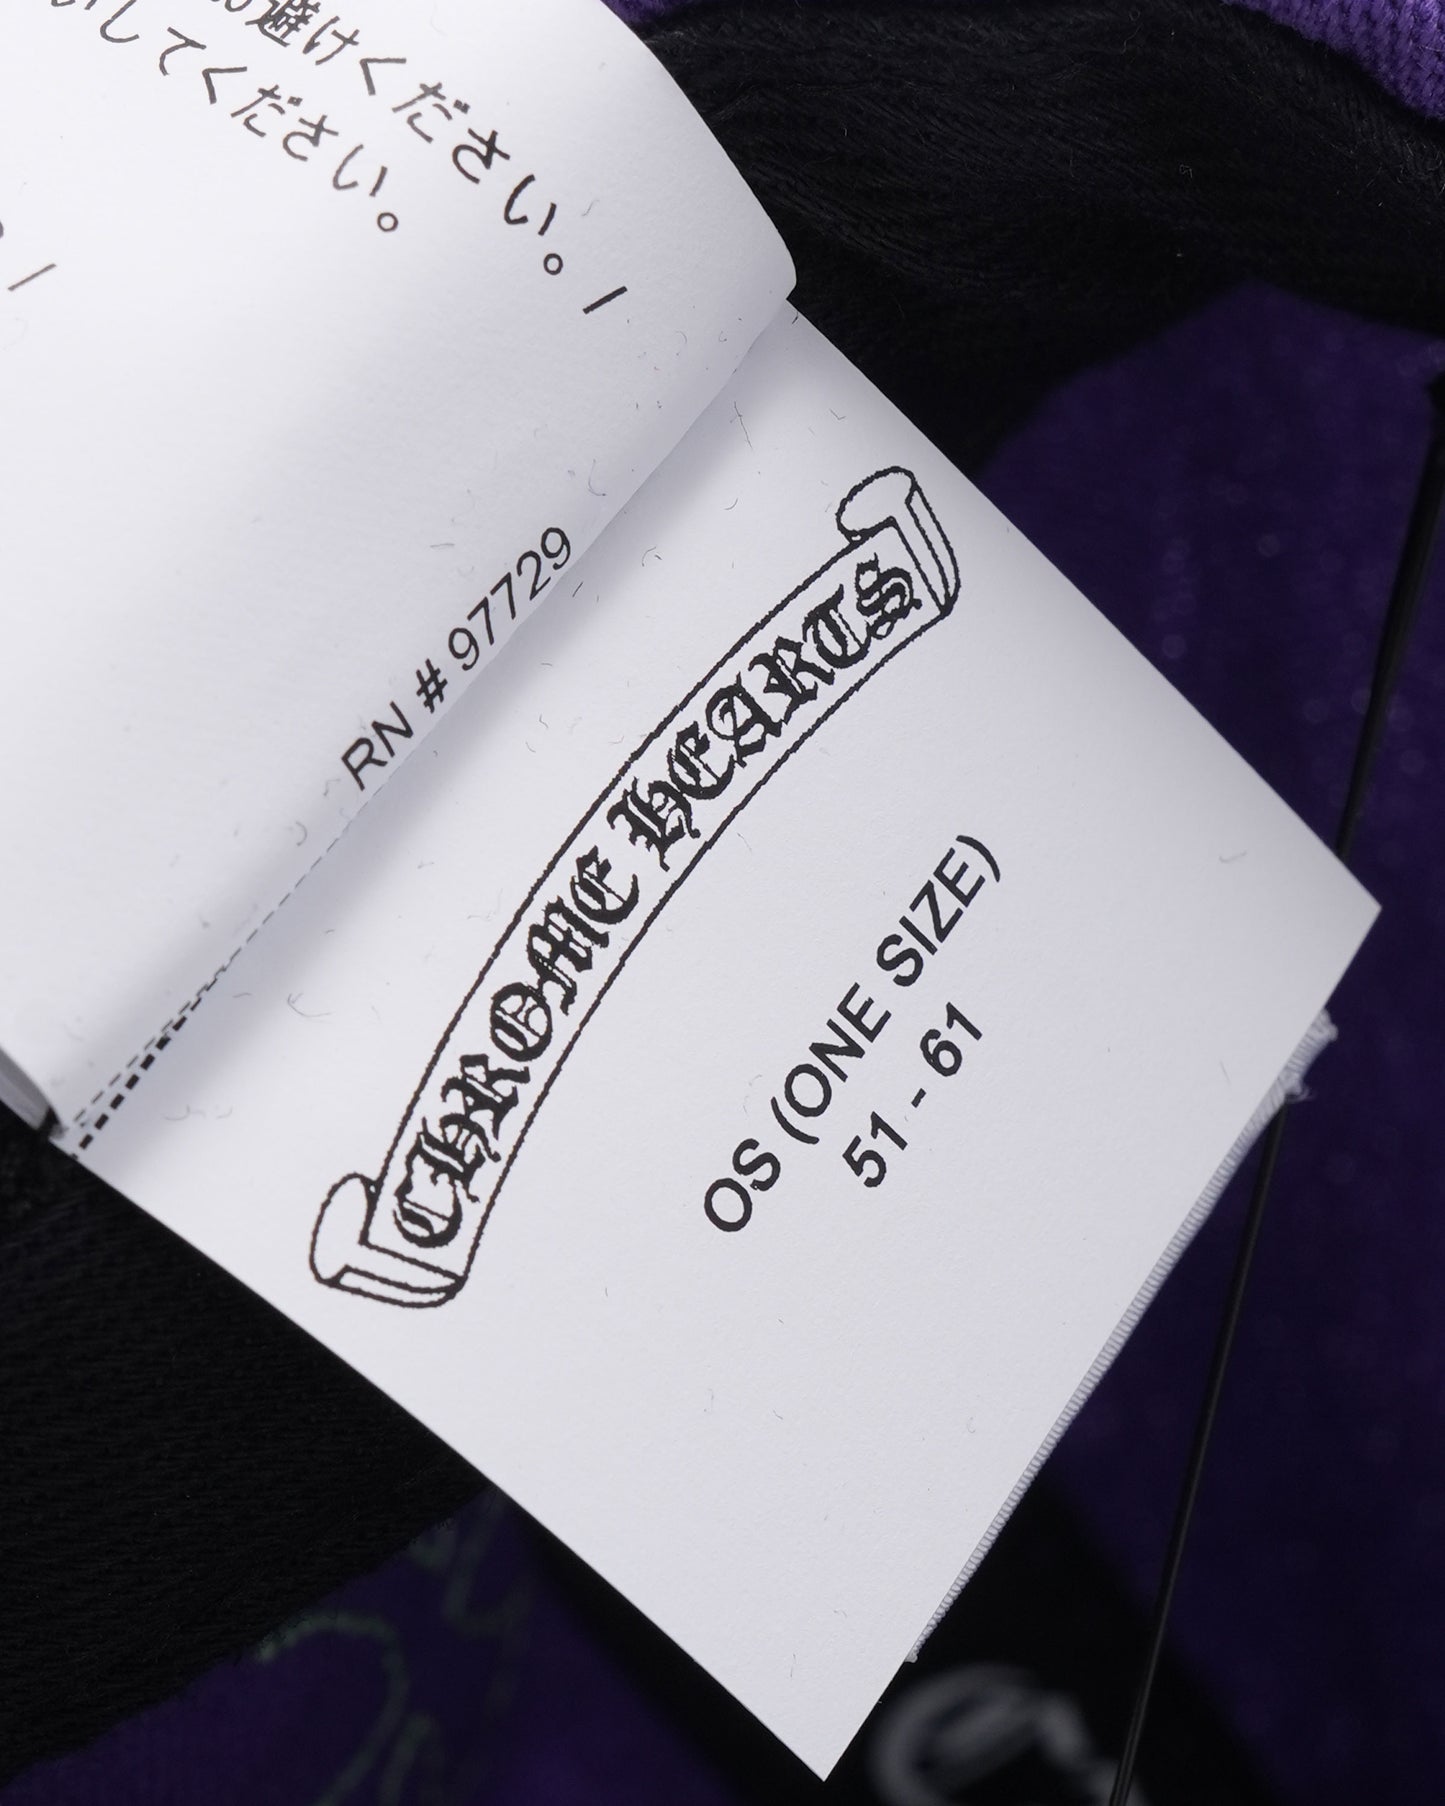 避けください。/
してください。
/
RN # 97729
CHROME HEARTS
OS (ONE SIZE)
51 - 61